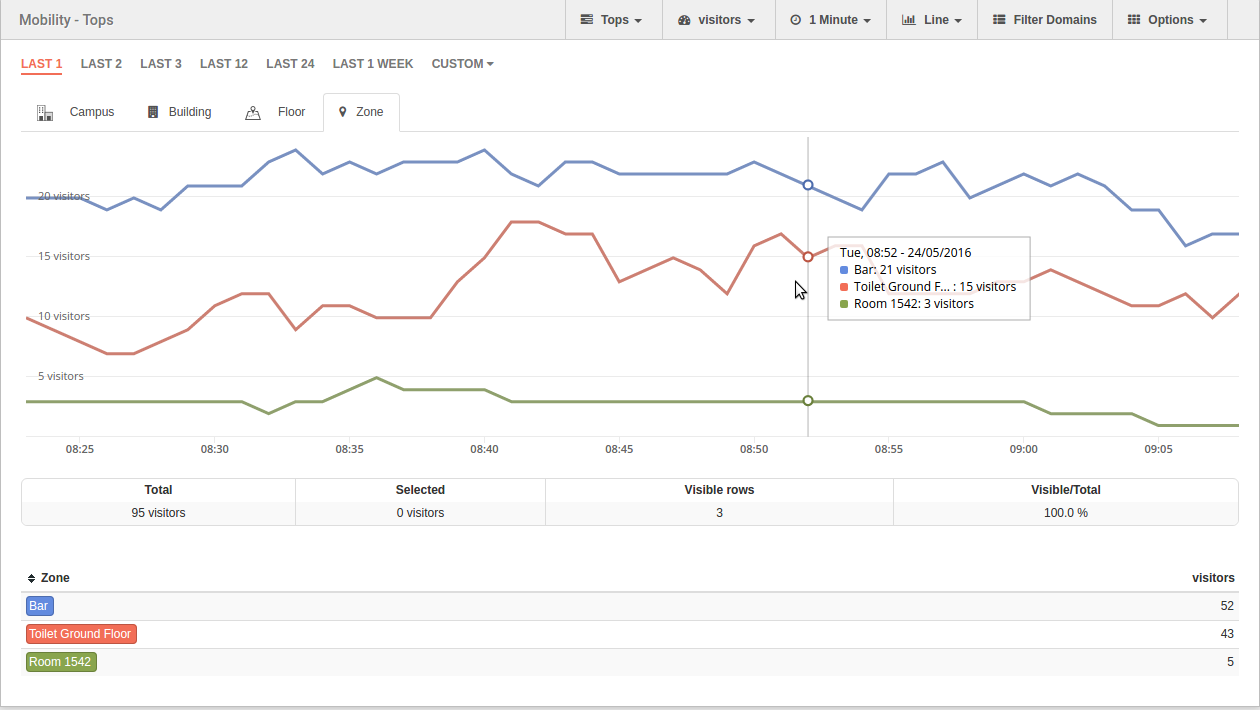 Mobility - Tops
Tops
visitors
1 Minute
Line
Filter Domains
Options
LAST 1
LAST 2
LAST 3
LAST 12
LAST 24
LAST 1 WEEK
CUSTOM
Campus
Building
Floor
Zone
20 visitors
15 visitors
10 visitors
5 visitors
Tue, 08:52 - 24/05/2016
Bar: 21 visitors
Toilet Ground F... : 15 visitors
Room 1542: 3 visitors
08:25
08:30
08:35
08:40
08:45
08:50
08:55
09:00
09:05
Total
Selected
Visible rows
Visible/Total
95 visitors
0 visitors
3
100.0 %
Zone
visitors
Bar
52
Toilet Ground Floor
43
Room 1542
5